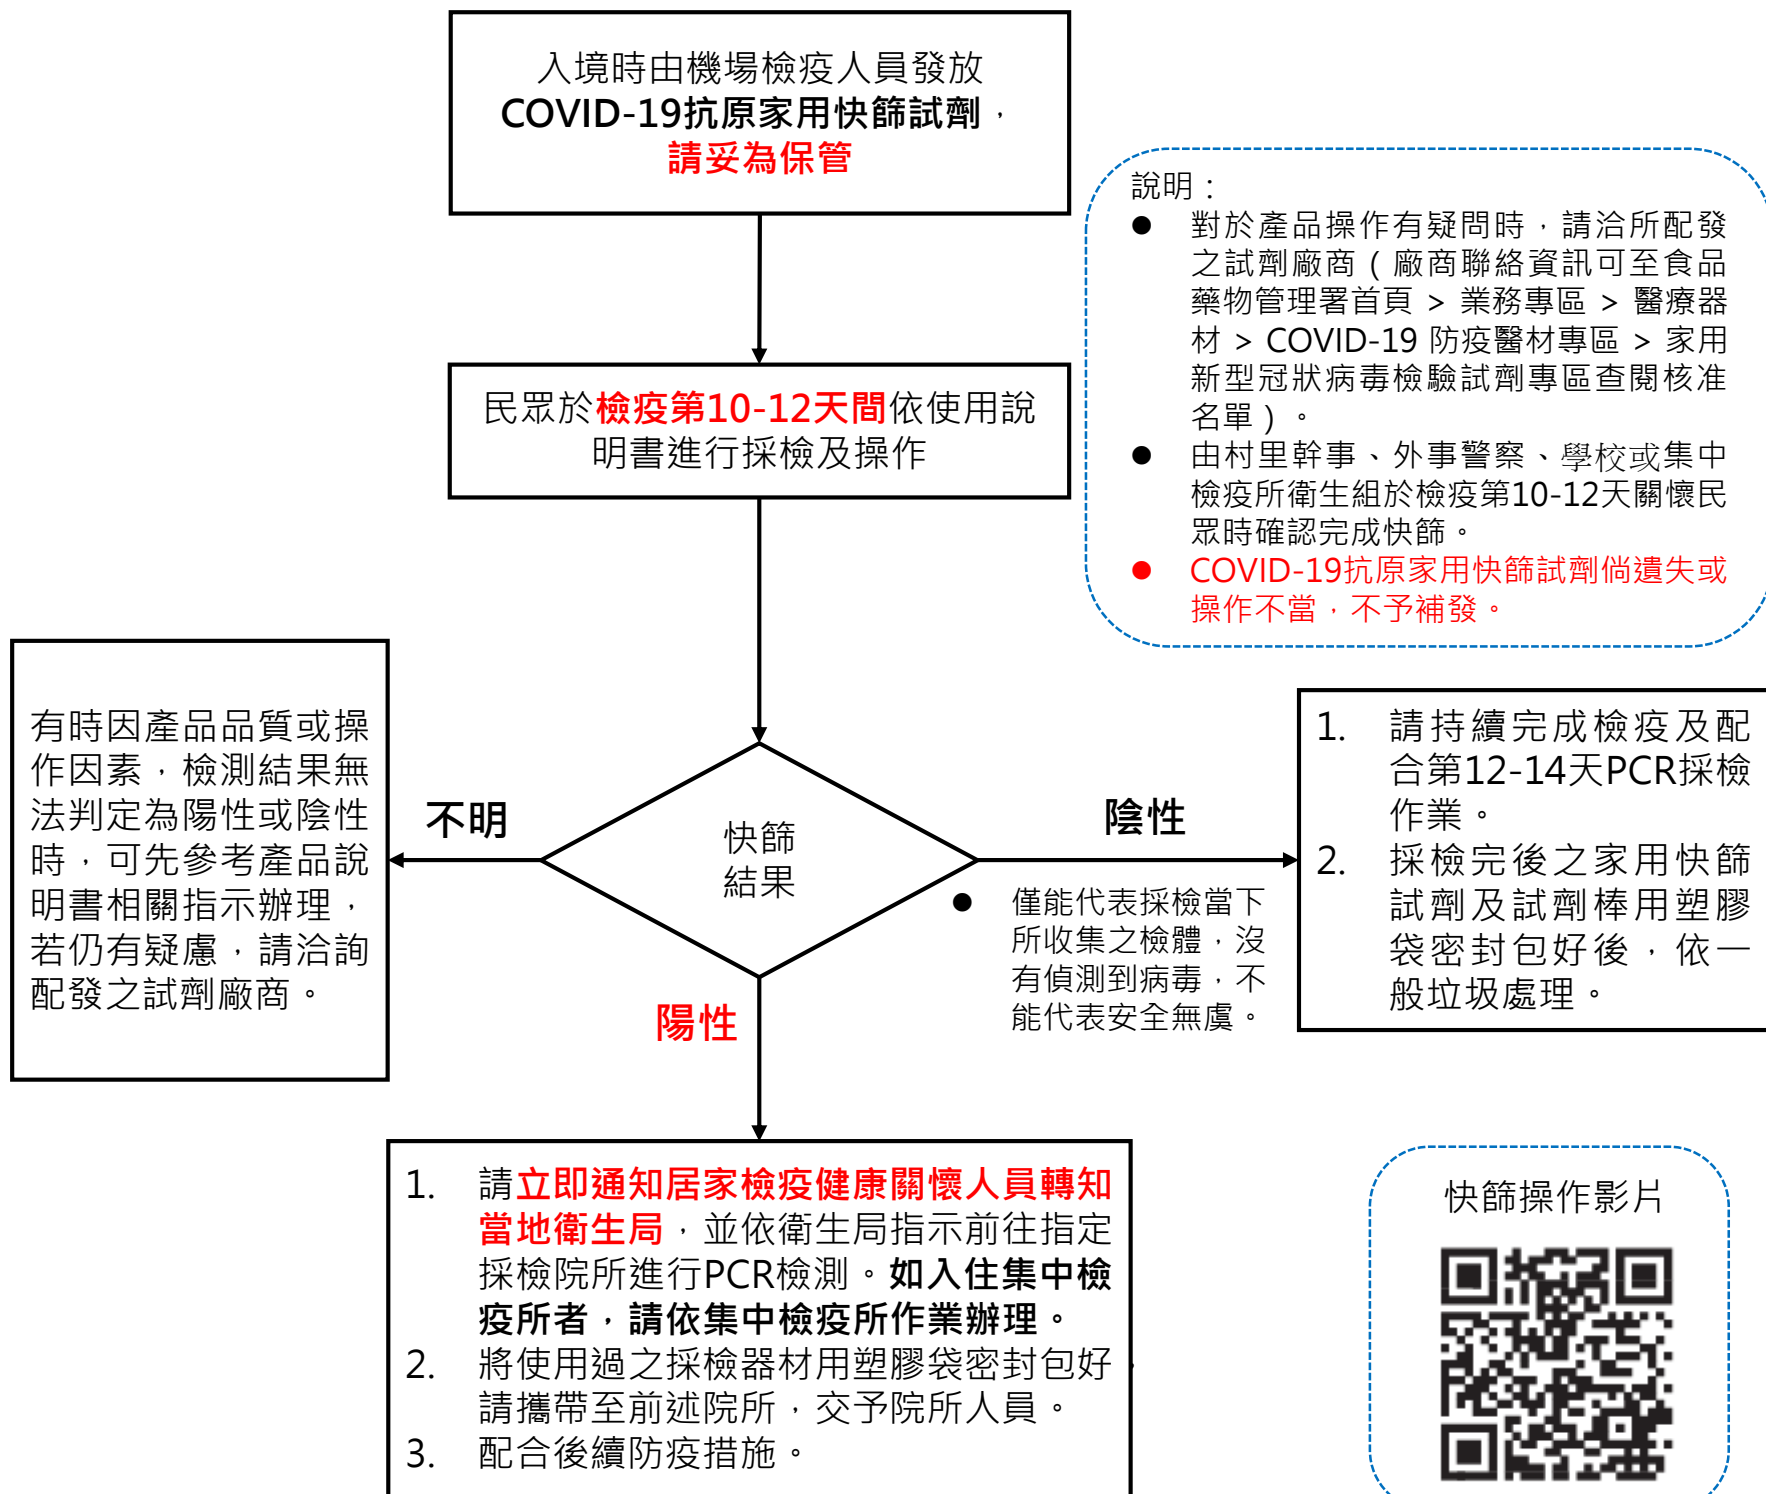 入境時由機場檢疫人員發放
COVID-19抗原家用快篩試劑，
請妥為保管
說明：
● 對於產品操作有疑問時，請洽所配發
之試劑廠商（廠商聯絡資訊可至食品
藥物管理署首頁 > 業務專區 > 醫療器
材 > COVID-19 防疫醫材專區 > 家用
新型冠狀病毒檢驗試劑專區查閱核准
名單）。
● 由村里幹事、外事警察、學校或集中
檢疫所衛生組於檢疫第10-12天關懷民
眾時確認完成快篩。
● COVID-19抗原家用快篩試劑倘遺失或
操作不當，不予補發。
民眾於檢疫第10-12天間依使用說
明書進行採檢及操作
有時因產品品質或操
作因素，檢測結果無
法判定為陽性或陰性
時，可先參考產品說
明書相關指示辦理，
若仍有疑慮，請洽詢
配發之試劑廠商。
不明
快篩
結果
陰性
● 僅能代表採檢當下
所收集之檢體，沒
有偵測到病毒，不
能代表安全無虞。
1. 請持續完成檢疫及配
合第12-14天PCR採檢
作業。
2. 採檢完後之家用快篩
試劑及試劑棒用塑膠
袋密封包好後，依一
般垃圾處理。
陽性
1. 請立即通知居家檢疫健康關懷人員轉知
當地衛生局，並依衛生局指示前往指定
採檢院所進行PCR檢測。如入住集中檢
疫所者，請依集中檢疫所作業辦理。
2. 將使用過之採檢器材用塑膠袋密封包好，
請攜帶至前述院所，交予院所人員。
3. 配合後續防疫措施。
快篩操作影片